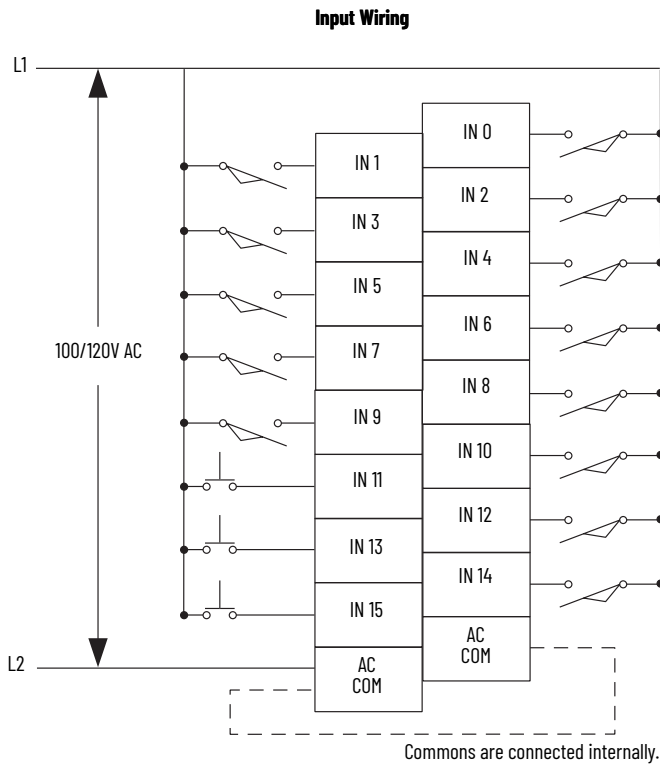 Input Wiring
L1
IN 0
IN 1
IN 2
IN 3
IN 4
IN 5
IN 6
100/120V AC
IN 7
IN 8
IN 9
IN 10
IN 11
IN 12
IN 13
IN 14
IN 15
AC
COM
L2
AC
COM
Commons are connected internally.